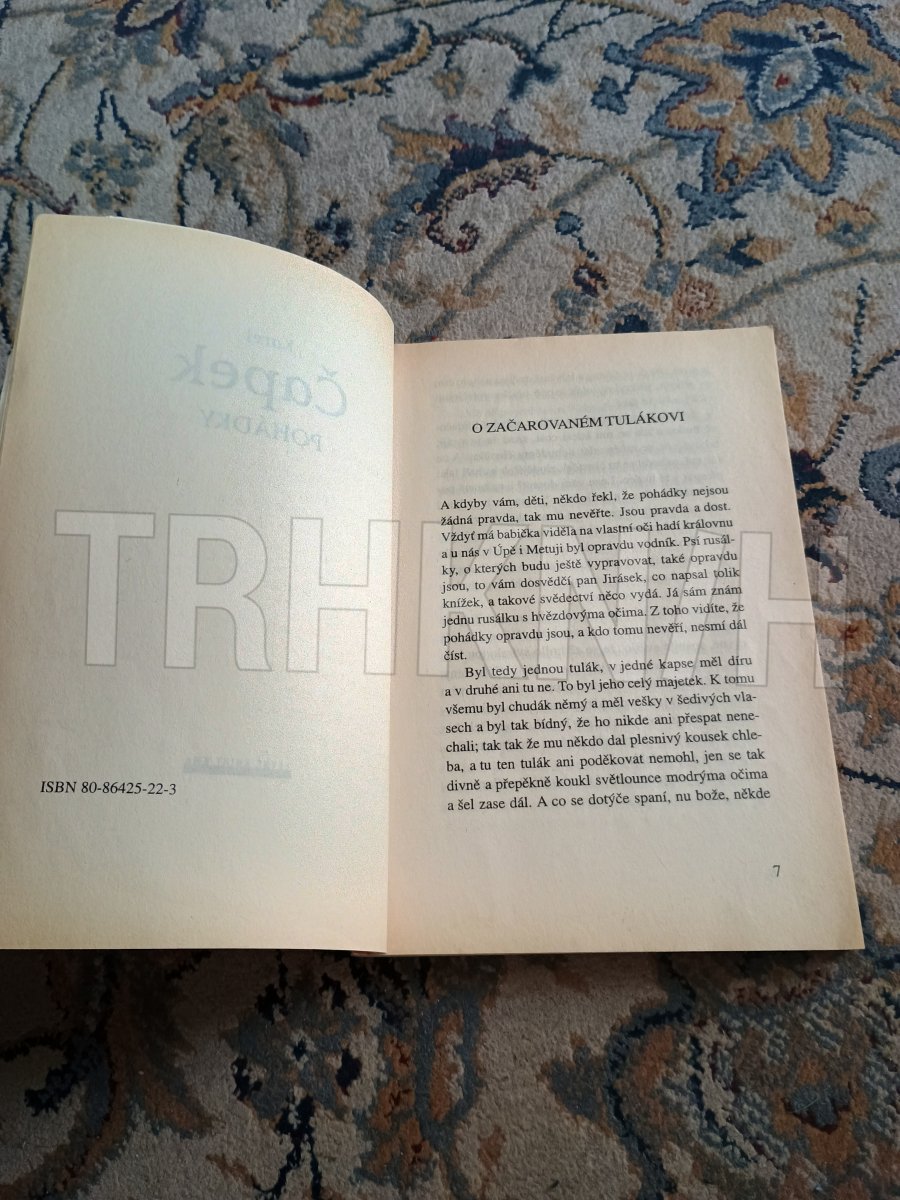 Čapek
POHÁDKY
ISBN 80-86425-22-3
O ZAČAROVANÉM TULÁKOVI
A kdyby vám, děti, někdo řekl, že pohádky nejsou
žádná pravda, tak mu nevěřte. Jsou pravda a dost.
Vždyť má babička viděla na vlastní oči hadí královnu
a u nás v Úpě i Metuji byl opravdu vodník. Psí rusál-
ky, o kterých budu ještě vypravovat, také opravdu
jsou, to vám dosvědčí pan Jirásek, co napsal tolik
knížek, a takové svědectví něco vydá. Já sám znám
jednu rusálku s hvězdovýma očima. Z toho vidíte, že
pohádky opravdu jsou, a kdo tomu nevěří, nesmí dál
číst.
Byl tedy jednou tulák, v jedné kapse měl díru
a v druhé ani tu ne. To byl jeho celý majetek. K tomu
všemu byl chudák němý a měl vešky v šedivých vla-
sech a byl tak bídný, že ho nikde ani přespat nene-
chali; tak tak že mu někdo dal plesnivý kousek chle-
ba, a tu ten tulák ani poděkovat nemohl, jen se tak
divně a přepěkně koukl světlounce modrýma očima
a šel zase dál. A co se dotýče spaní, nu bože, někde
7
TRHKNIH